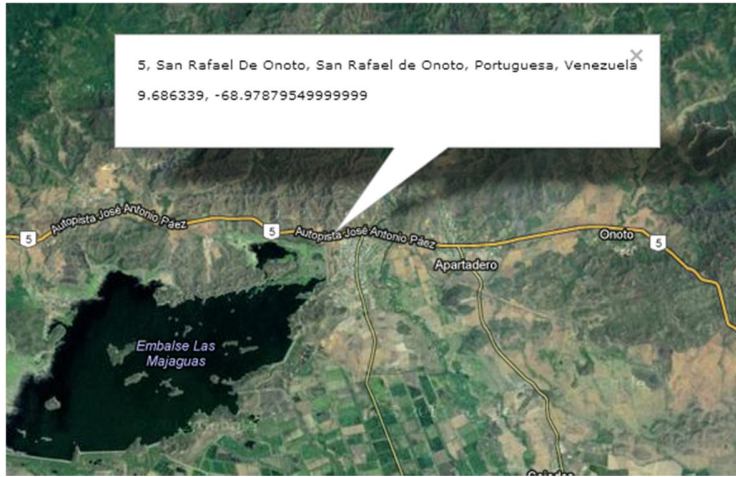 5, San Rafael De Onoto, San Rafael de Onoto, Portuguesa, Venezuela
9.686339, -68.97879549999999
Autopista José Antonio Páez
5
5
Autopista José Antonio Páez
Onoto
5
Apartadero
Embalse Las
Majaguas